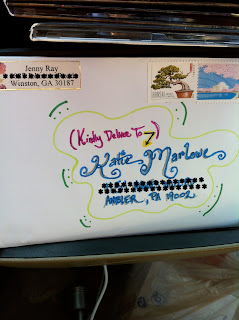 Jenny Ray
Winston, GA 30187
(Kindly Deliver To)
Katie Marlowe
AMBLER, PA 19002